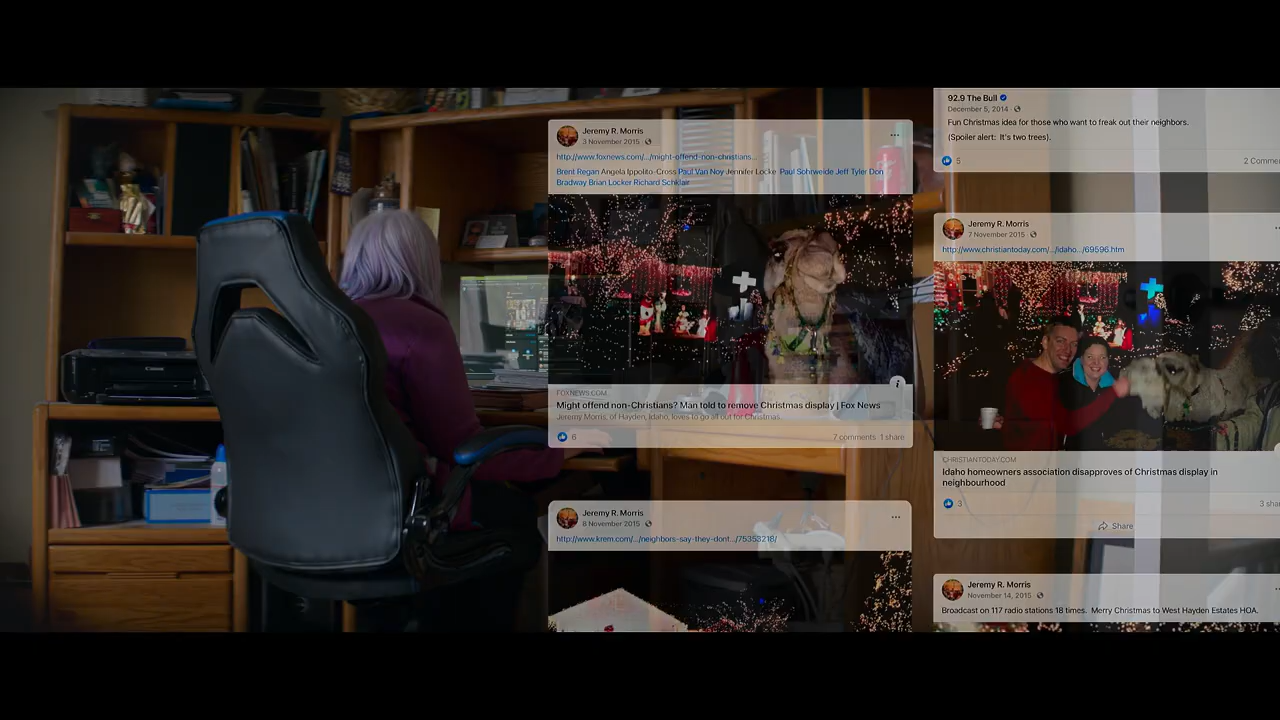 Jeremy R. Morris
3 November 2015
http://www.foxnews.com/.../might-offend-non-christians...
Brent Regan Angela Ippolito-Cross Paul Van Noy Jennifer Locke Paul Sohrweide Jeff Tyler Don
Bradway Brian Locker Richard Schklair
FOXNEWS.COM
Might offend non-Christians? Man told to remove Christmas display | Fox News
Jeremy Morris, of Hayden, Idaho, loves to go all out for Christmas.
6
7 comments 1 share
Jeremy R. Morris
8 November 2015
http://www.krem.com/.../neighbors-say-they-dont.../75353218/
92.9 The Bull
December 5, 2014
Fun Christmas idea for those who want to freak out their neighbors.
(Spoiler alert: It's two trees).
5
2 Comme
Jeremy R. Morris
7 November 2015
http://www.christiantoday.com/.../idaho.../69596.htm
CHRISTIANTODAY.COM
Idaho homeowners association disapproves of Christmas display in
neighbourhood
3
3 sha
Share
Jeremy R. Morris
November 14, 2015
Broadcast on 117 radio stations 18 times. Merry Christmas to West Hayden Estates HOA.
Canon